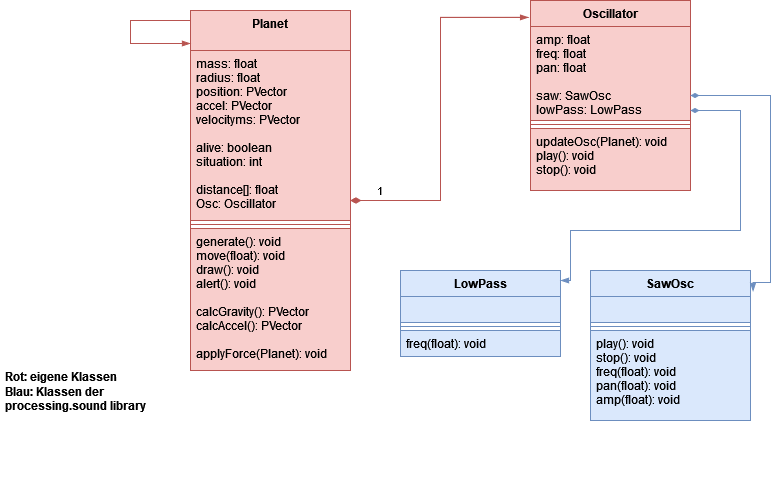 Planet
mass: float
radius: float
position: PVector
accel: PVector
velocityms: PVector
alive: boolean
situation: int
distance[]: float
Osc: Oscillator
generate(): void
move(float): void
draw(): void
alert(): void
calcGravity(): PVector
calcAccel(): PVector
applyForce(Planet): void
1
Oscillator
amp: float
freq: float
pan: float
saw: SawOsc
lowPass: LowPass
updateOsc(Planet): void
play(): void
stop(): void
LowPass
freq(float): void
SawOsc
play(): void
stop(): void
freq(float): void
pan(float): void
amp(float): void
Rot: eigene Klassen
Blau: Klassen der
processing.sound library